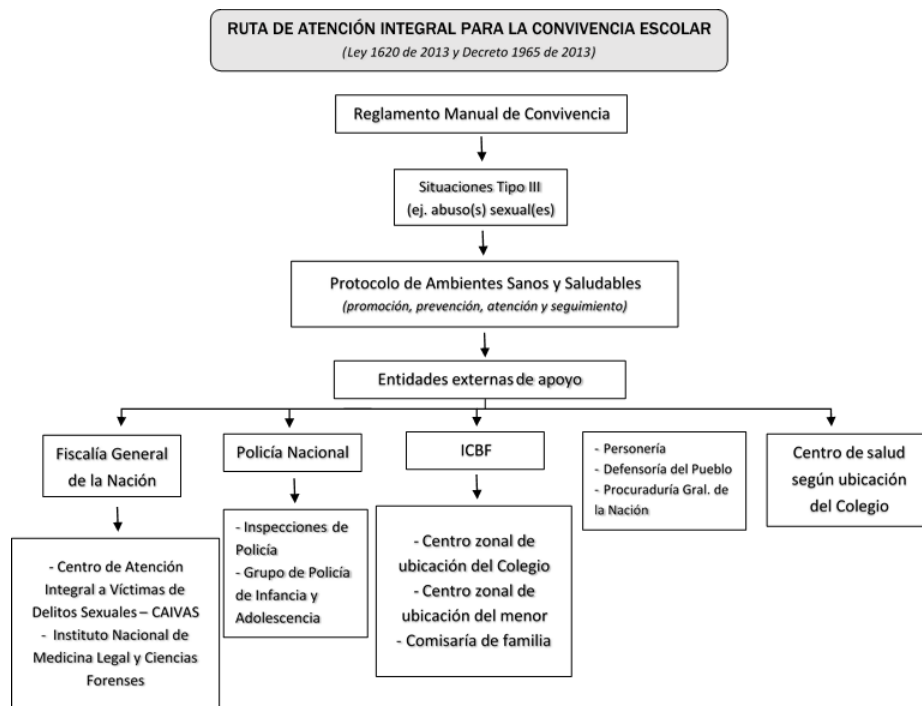 RUTA DE ATENCIÓN INTEGRAL PARA LA CONVIVENCIA ESCOLAR
(Ley 1620 de 2013 y Decreto 1965 de 2013)
Reglamento Manual de Convivencia
Situaciones Tipo III
(ej. abuso(s) sexual(es)
Protocolo de Ambientes Sanos y Saludables
(promoción, prevención, atención y seguimiento)
Entidades externas de apoyo
Fiscalía General
de la Nación
Policía Nacional
ICBF
- Personería
- Defensoría del Pueblo
- Procuraduría Gral. de
la Nación
Centro de salud
según ubicación
del Colegio
- Centro de Atención
Integral a Víctimas de
Delitos Sexuales – CAIVAS
- Instituto Nacional de
Medicina Legal y Ciencias
Forenses
- Inspecciones de
Policía
- Grupo de Policía
de Infancia y
Adolescencia
- Centro zonal de
ubicación del Colegio
- Centro zonal de
ubicación del menor
- Comisaría de familia